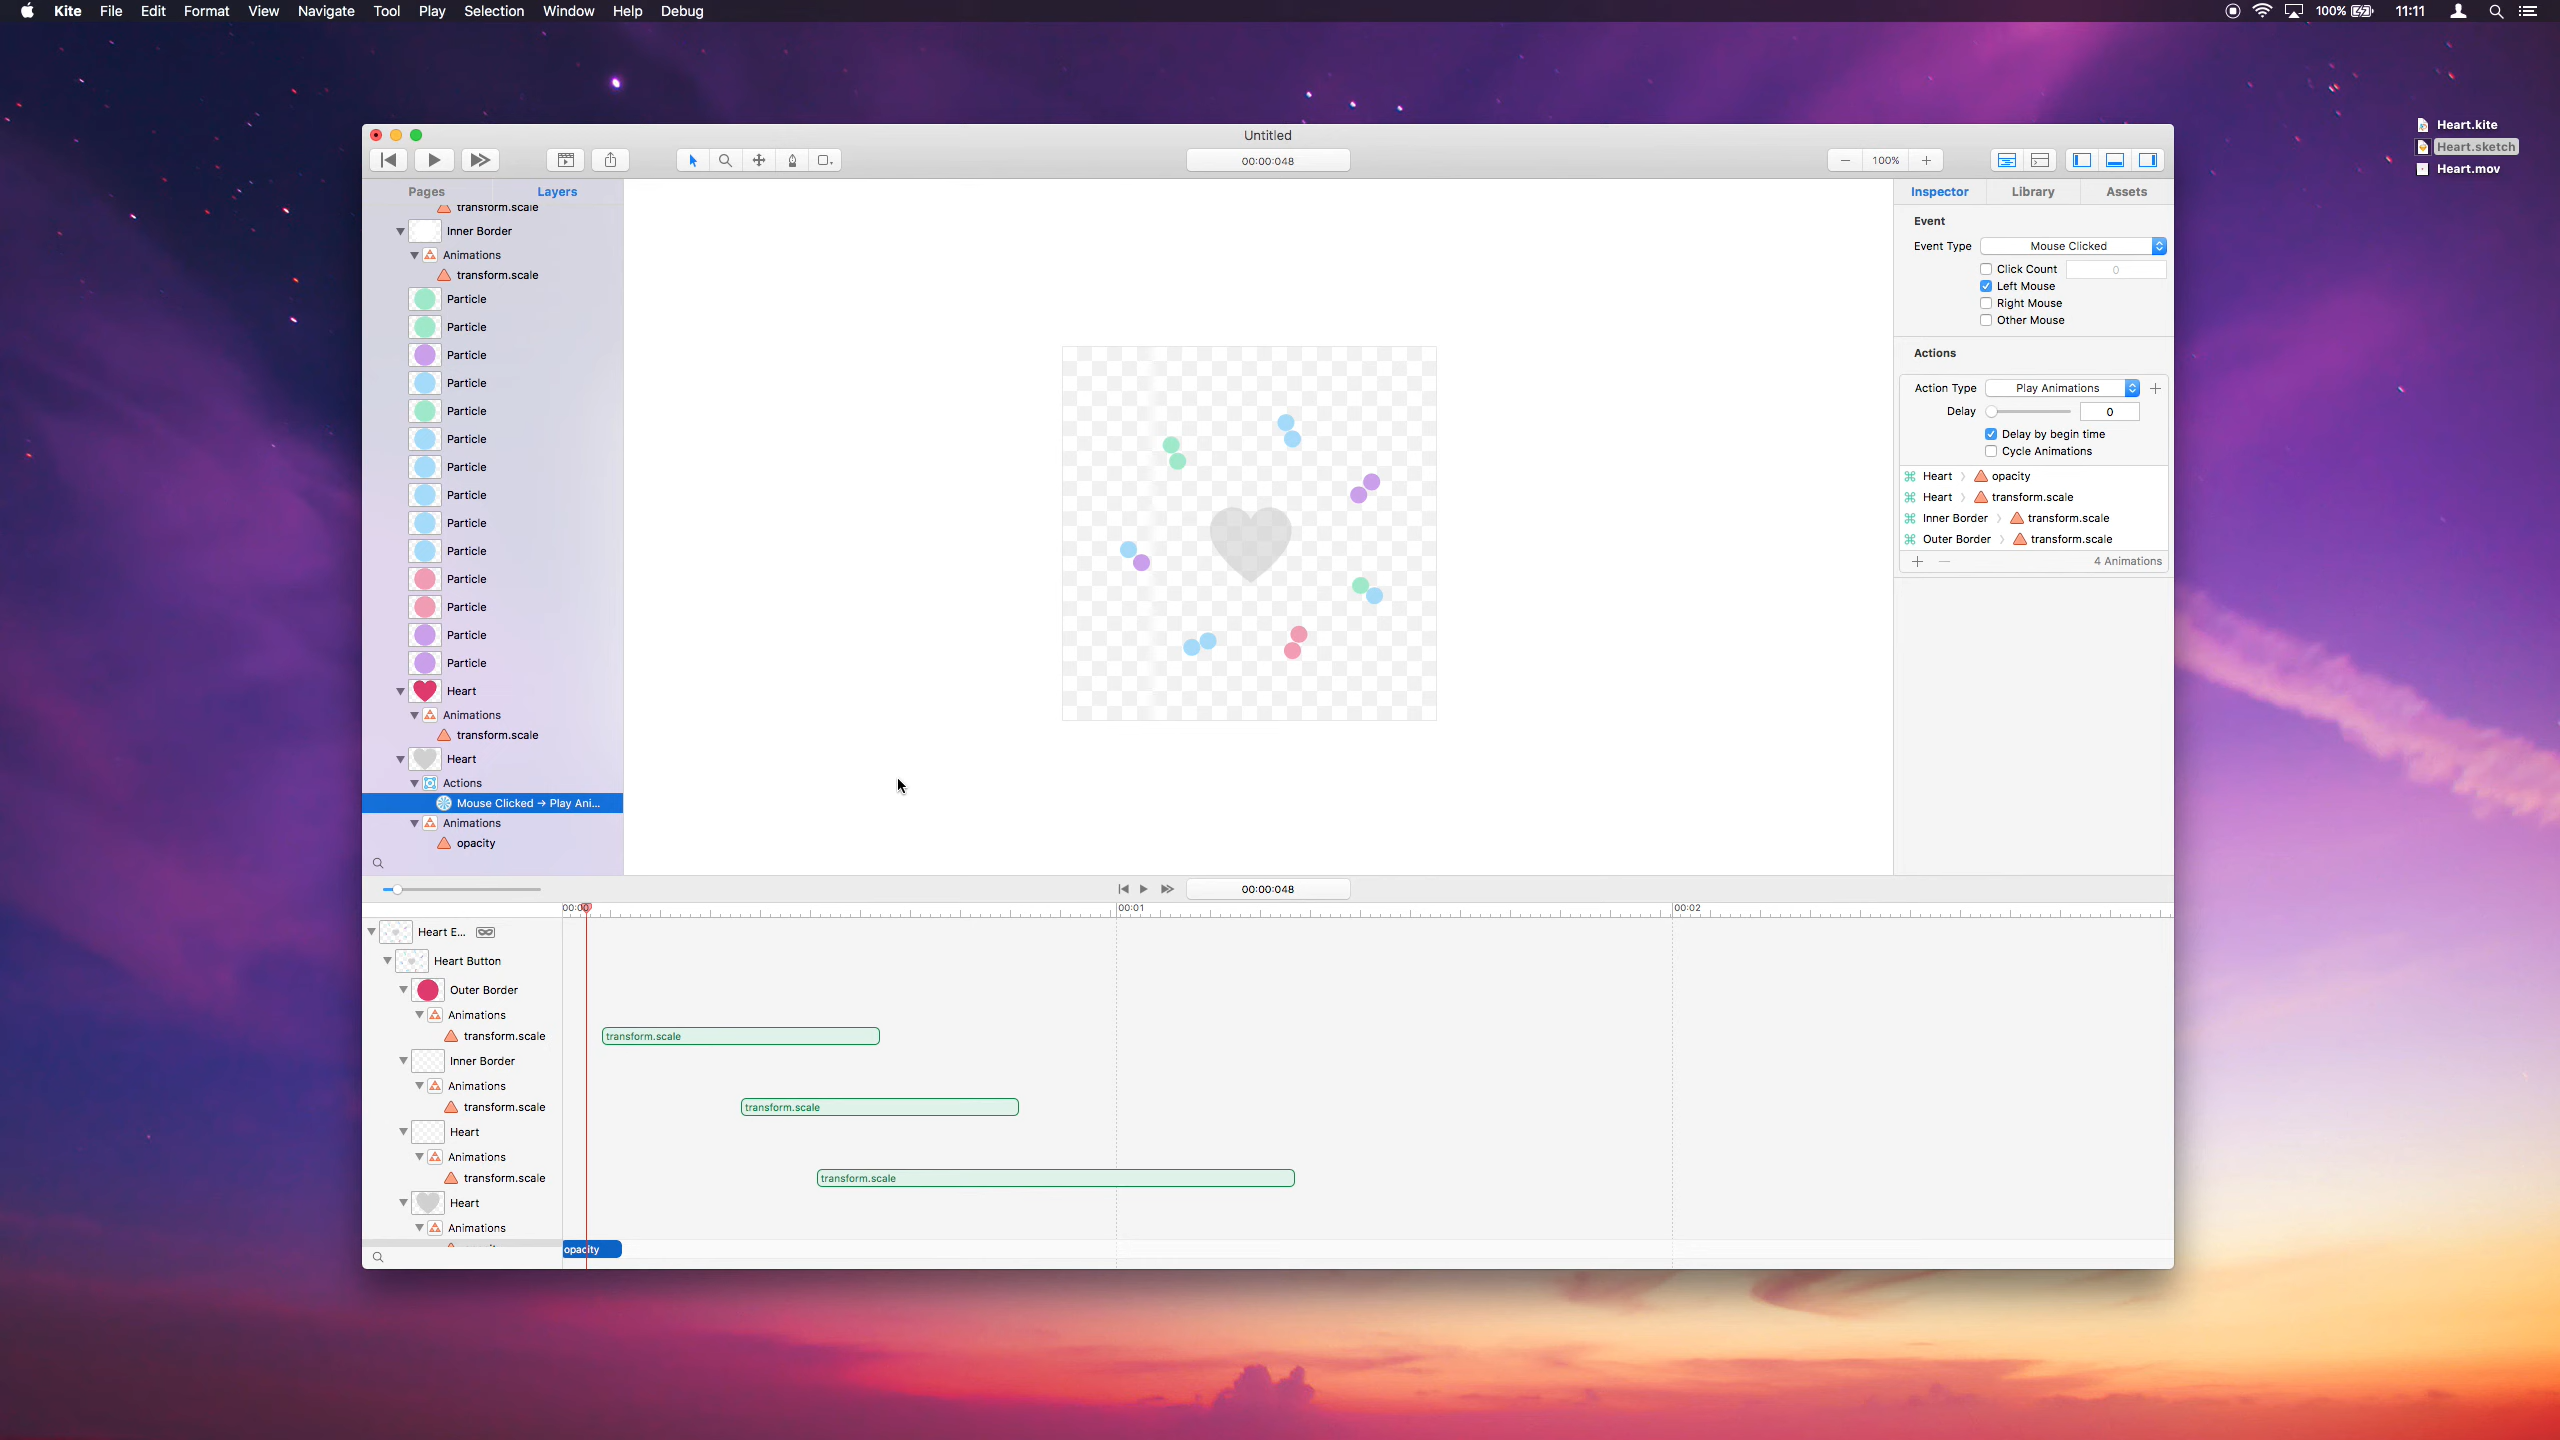 Kite File Edit Format View Navigate Tool Play Selection Window Help Debug 100% 11:11
Heart.kite
Heart.sketch
Heart.mov
Untitled
00:00:048 100%
Pages Layers
transform.scale
Inner Border
Animations
transform.scale
Particle
Particle
Particle
Particle
Particle
Particle
Particle
Particle
Particle
Particle
Particle
Particle
Particle
Particle
Heart
Animations
transform.scale
Heart
Actions
Mouse Clicked → Play Ani...
Animations
opacity
Inspector Library Assets
Event
Event Type Mouse Clicked
Click Count 0
Left Mouse
Right Mouse
Other Mouse
Actions
Action Type Play Animations
Delay 0
Delay by begin time
Cycle Animations
Heart opacity
Heart transform.scale
Inner Border transform.scale
Outer Border transform.scale
4 Animations
00:00:048
00:00 00:01 00:02
Heart E...
Heart Button
Outer Border
Animations
transform.scale transform.scale
Inner Border
Animations
transform.scale transform.scale
Heart
Animations
transform.scale transform.scale
Heart
Animations
opacity